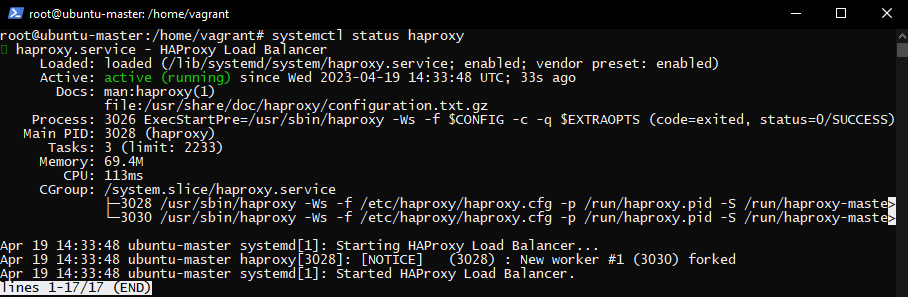 root@ubuntu-master: /home/vagrant
root@ubuntu-master:/home/vagrant# systemctl status haproxy
haproxy.service - HAProxy Load Balancer
Loaded: loaded (/lib/systemd/system/haproxy.service; enabled; vendor preset: enabled)
Active: active (running) since Wed 2023-04-19 14:33:48 UTC; 33s ago
Docs: man:haproxy(1)
file:/usr/share/doc/haproxy/configuration.txt.gz
Process: 3026 ExecStartPre=/usr/sbin/haproxy -Ws -f $CONFIG -c -q $EXTRAOPTS (code=exited, status=0/SUCCESS)
Main PID: 3028 (haproxy)
Tasks: 3 (limit: 2233)
Memory: 69.4M
CPU: 113ms
CGroup: /system.slice/haproxy.service
├─3028 /usr/sbin/haproxy -Ws -f /etc/haproxy/haproxy.cfg -p /run/haproxy.pid -S /run/haproxy-maste>
└─3030 /usr/sbin/haproxy -Ws -f /etc/haproxy/haproxy.cfg -p /run/haproxy.pid -S /run/haproxy-maste>
Apr 19 14:33:48 ubuntu-master systemd[1]: Starting HAProxy Load Balancer...
Apr 19 14:33:48 ubuntu-master haproxy[3028]: [NOTICE] (3028) : New worker #1 (3030) forked
Apr 19 14:33:48 ubuntu-master systemd[1]: Started HAProxy Load Balancer.
lines 1-17/17 (END)